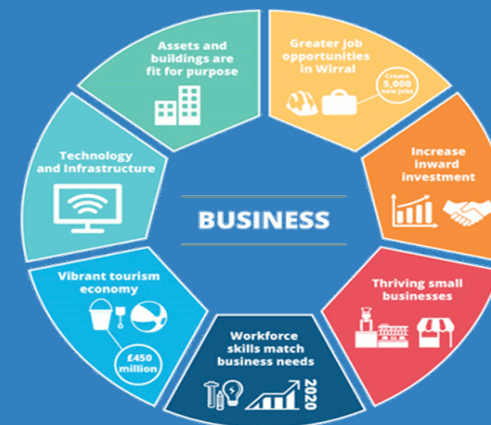 Assets and
buildings are
fit for purpose
Greater job
opportunities
in Wirral
Create
5,000
new jobs
Increase
inward
investment
Thriving small
businesses
Workforce
skills match
business needs
2020
Vibrant tourism
economy
£450
million
Technology
and Infrastructure
BUSINESS